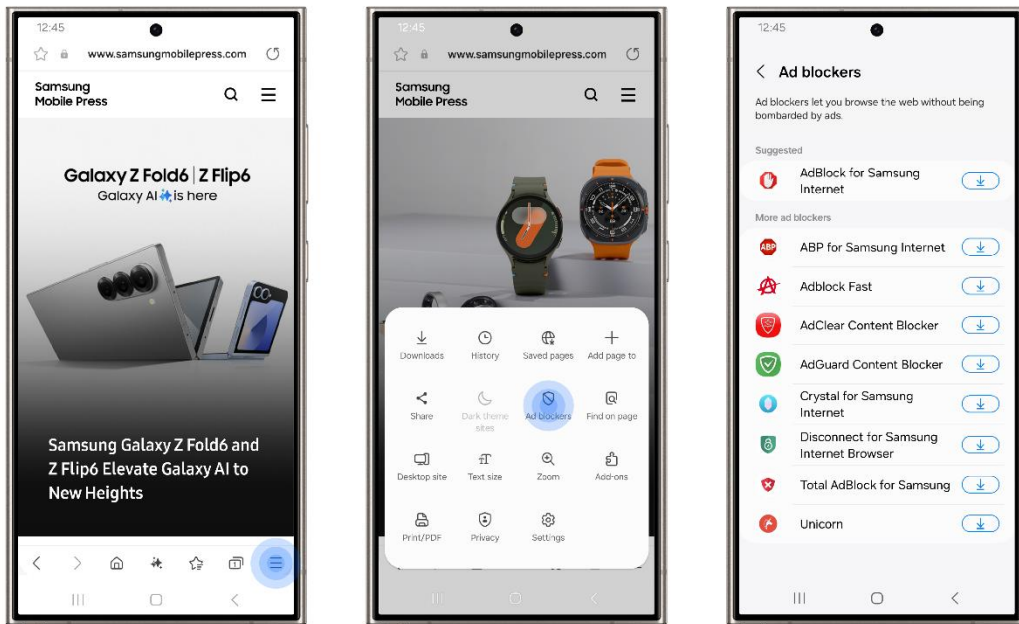 12:45
www.samsungmobilepress.com
Samsung
Mobile Press
Galaxy Z Fold6 | Z Flip6
Galaxy AI is here
Samsung Galaxy Z Fold6 and
Z Flip6 Elevate Galaxy AI to
New Heights
1
12:45
www.samsungmobilepress.com
Samsung
Mobile Press
Downloads
History
Saved pages
Add page to
Share
Dark theme
sites
Ad blockers
Find on page
Desktop site
Text size
Zoom
Add-ons
Print/PDF
Privacy
Settings
12:45
Ad blockers
Ad blockers let you browse the web without being
bombarded by ads.
Suggested
AdBlock for Samsung
Internet
More ad blockers
ABP
ABP for Samsung Internet
Adblock Fast
AdClear Content Blocker
AdGuard Content Blocker
Crystal for Samsung
Internet
Disconnect for Samsung
Internet Browser
Total AdBlock for Samsung
Unicorn